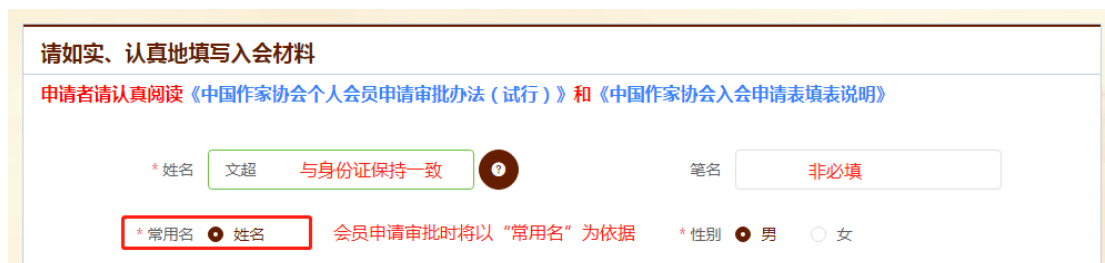 请如实、认真地填写入会材料
申请者请认真阅读《中国作家协会个人会员申请审批办法（试行）》和《中国作家协会入会申请表填表说明》
*姓名 文超 与身份证保持一致 ? 笔名 非必填
*常用名 姓名 会员申请审批时将以“常用名”为依据 *性别 男 女